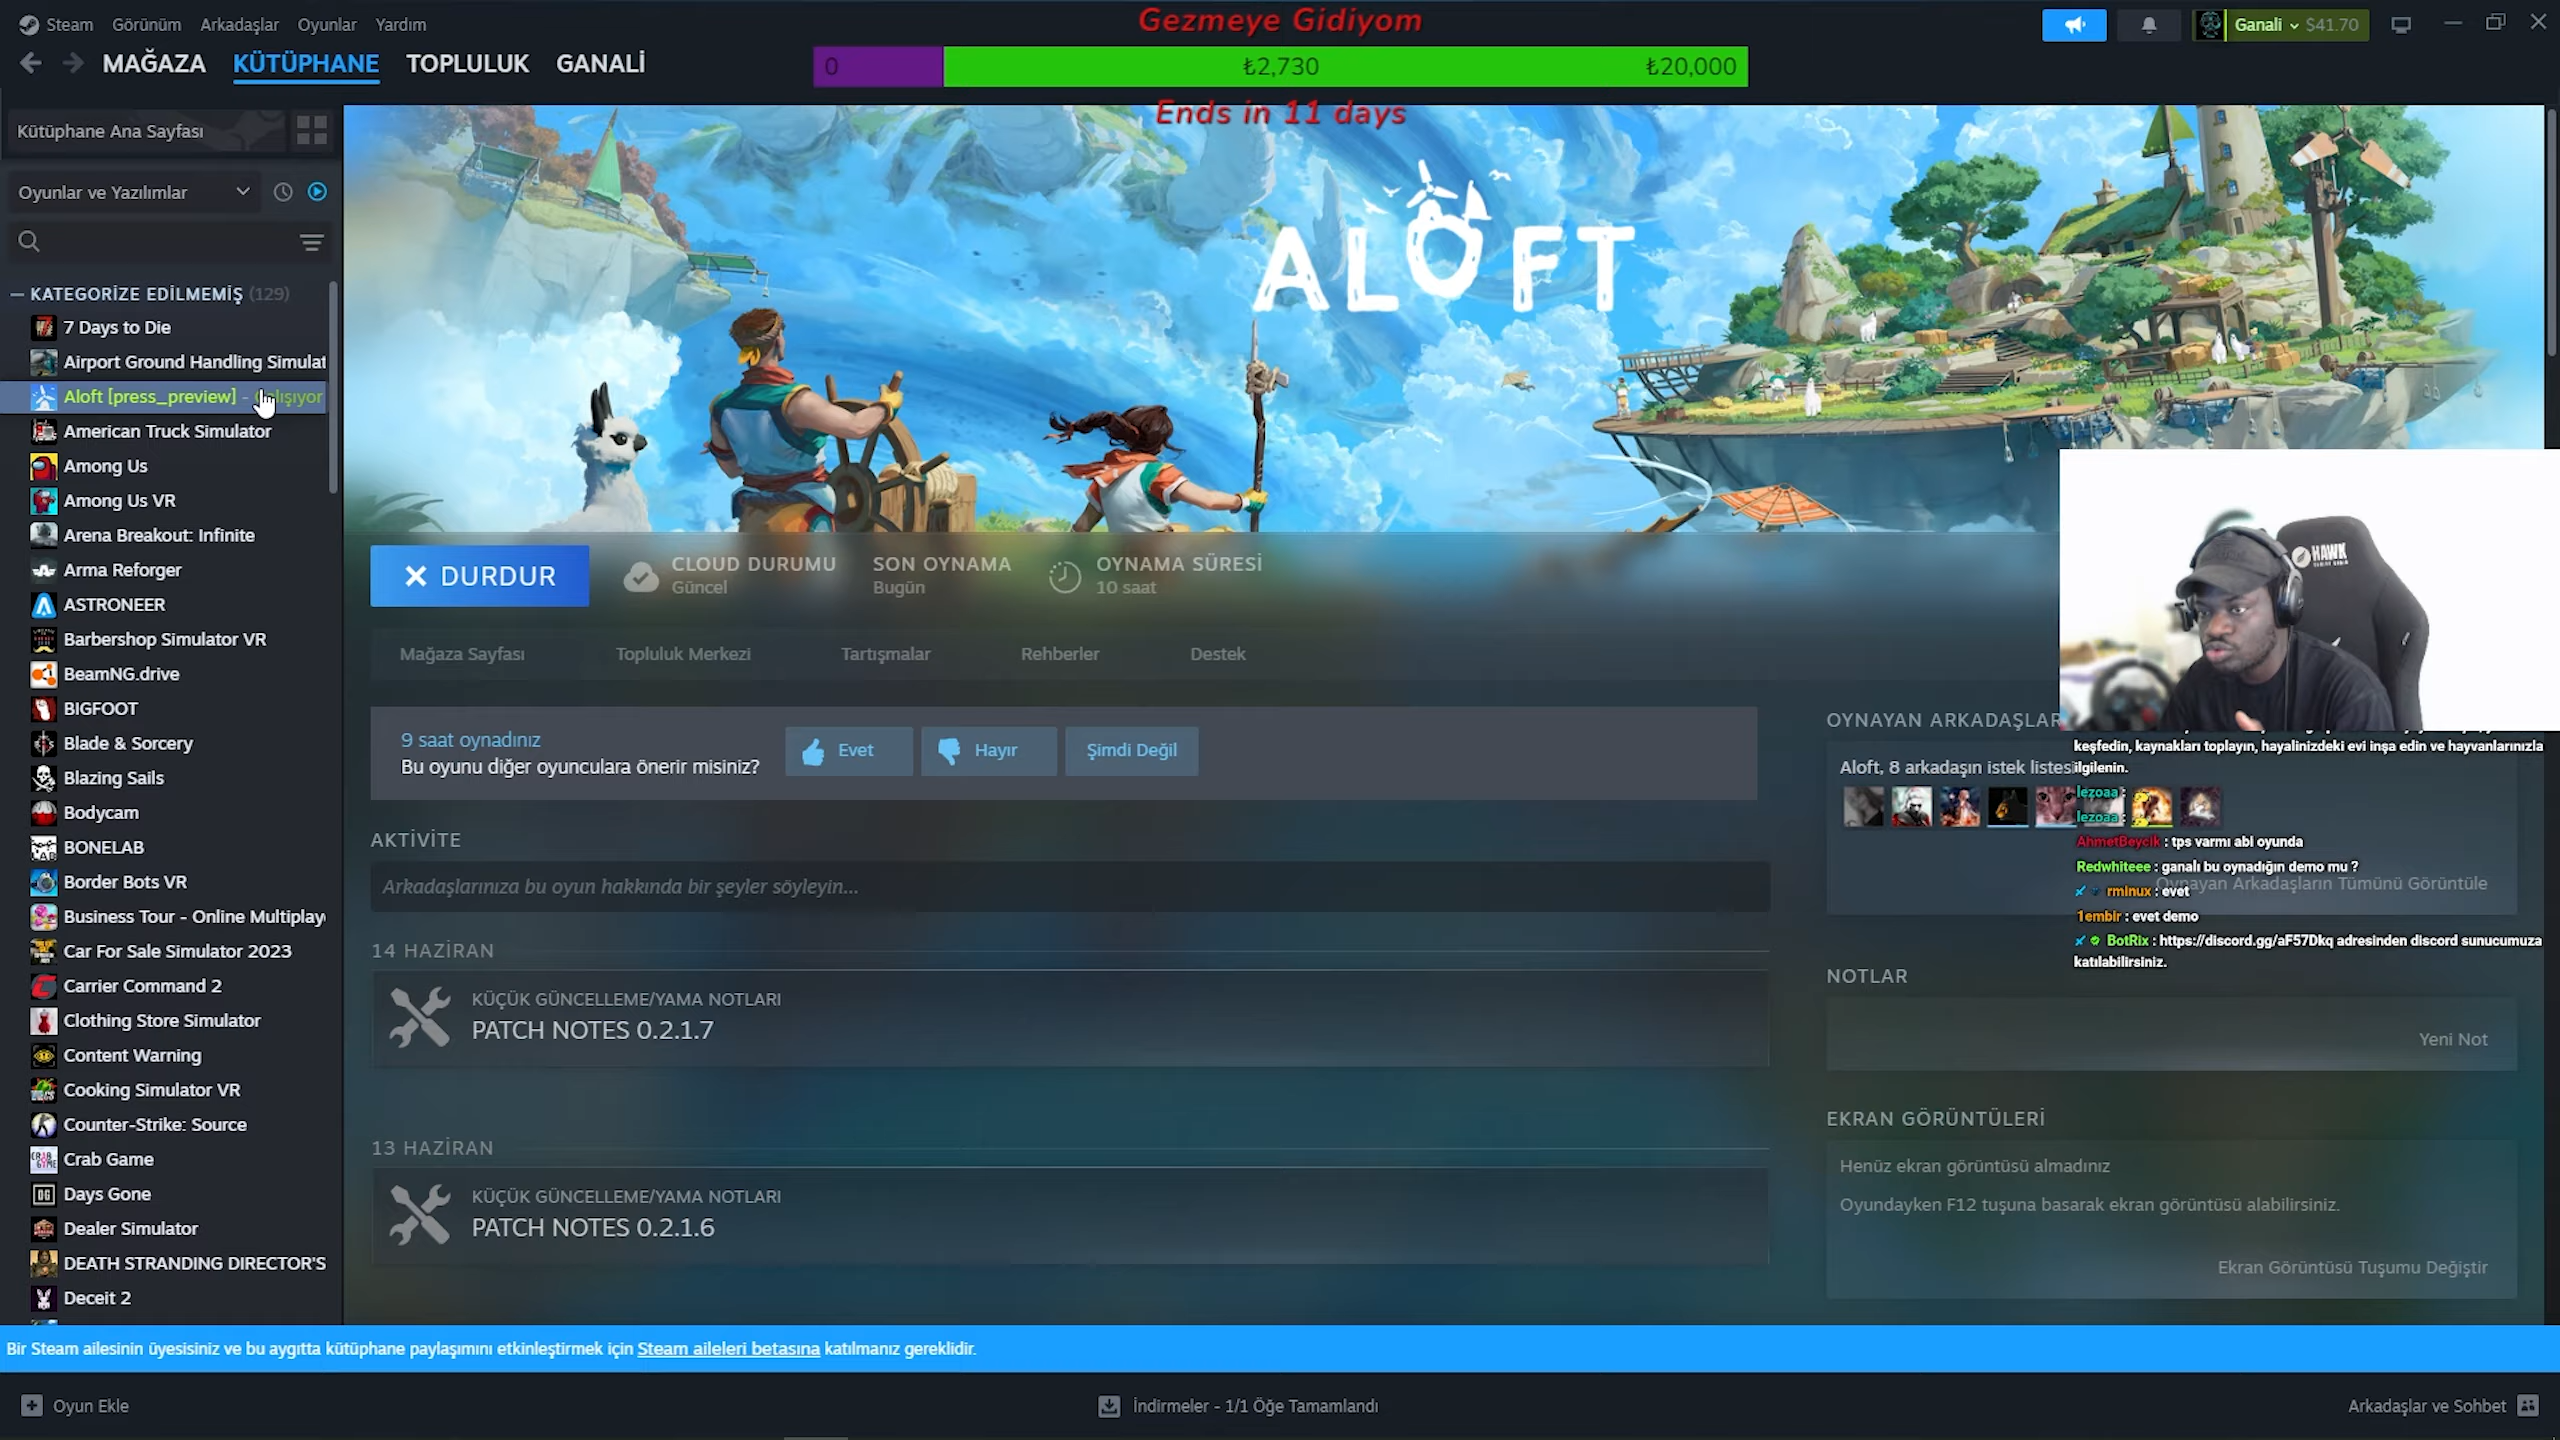 Steam Görünüm Arkadaşlar Oyunlar Yardım
Gezmeye Gidiyom
Ganali $41.70
MAĞAZA KÜTÜPHANE TOPLULUK GANALİ
0 ₺2,730 ₺20,000
Ends in 11 days
Kütüphane Ana Sayfası
Oyunlar ve Yazılımlar
KATEGORİZE EDİLMEMİŞ (129)
7 Days to Die
Airport Ground Handling Simulat
Aloft [press_preview] -
American Truck Simulator
Among Us
Among Us VR
Arena Breakout: Infinite
Arma Reforger
ASTRONEER
Barbershop Simulator VR
BeamNG.drive
BIGFOOT
Blade & Sorcery
Blazing Sails
Bodycam
BONELAB
Border Bots VR
Business Tour - Online Multiplay
Car For Sale Simulator 2023
Carrier Command 2
Clothing Store Simulator
Content Warning
Cooking Simulator VR
Counter-Strike: Source
Crab Game
Days Gone
Dealer Simulator
DEATH STRANDING DIRECTOR'S
Deceit 2
ALOFT
HAWK
DURDUR
CLOUD DURUMU
Güncel
SON OYNAMA
Bugün
OYNAMA SÜRESİ
10 saat
Mağaza Sayfası Topluluk Merkezi Tartışmalar Rehberler Destek
9 saat oynadınız
Bu oyunu diğer oyunculara önerir misiniz?
Evet Hayır Şimdi Değil
AKTİVİTE
Arkadaşlarınıza bu oyun hakkında bir şeyler söyleyin...
14 HAZİRAN
KÜÇÜK GÜNCELLEME/YAMA NOTLARI
PATCH NOTES 0.2.1.7
13 HAZİRAN
KÜÇÜK GÜNCELLEME/YAMA NOTLARI
PATCH NOTES 0.2.1.6
OYNAYAN ARKADAŞLAR
Aloft, 8 arkadaşın istek listesi
keşfedin, kaynakları toplayın, hayalinizdeki evi inşa edin ve hayvanlarınızla
ilgilenin.
lezoaa :
lezoaa :
AhmetBeycik : tps varmı abi oyunda
Redwhiteee : ganali bu oynadığın demo mu ?
rminux : evet
Oynayan Arkadaşların Tümünü Görüntüle
1embir : evet demo
BotRix : https://discord.gg/aF57Dkq adresinden discord sunucumuza
katılabilirsiniz.
NOTLAR
Yeni Not
EKRAN GÖRÜNTÜLERİ
Henüz ekran görüntüsü almadınız
Oyundayken F12 tuşuna basarak ekran görüntüsü alabilirsiniz.
Ekran Görüntüsü Tuşumu Değiştir
Bir Steam ailesinin üyesisiniz ve bu aygıtta kütüphane paylaşımını etkinleştirmek için Steam aileleri betasına katılmanız gereklidir.
Oyun Ekle
İndirmeler - 1/1 Öğe Tamamlandı
Arkadaşlar ve Sohbet